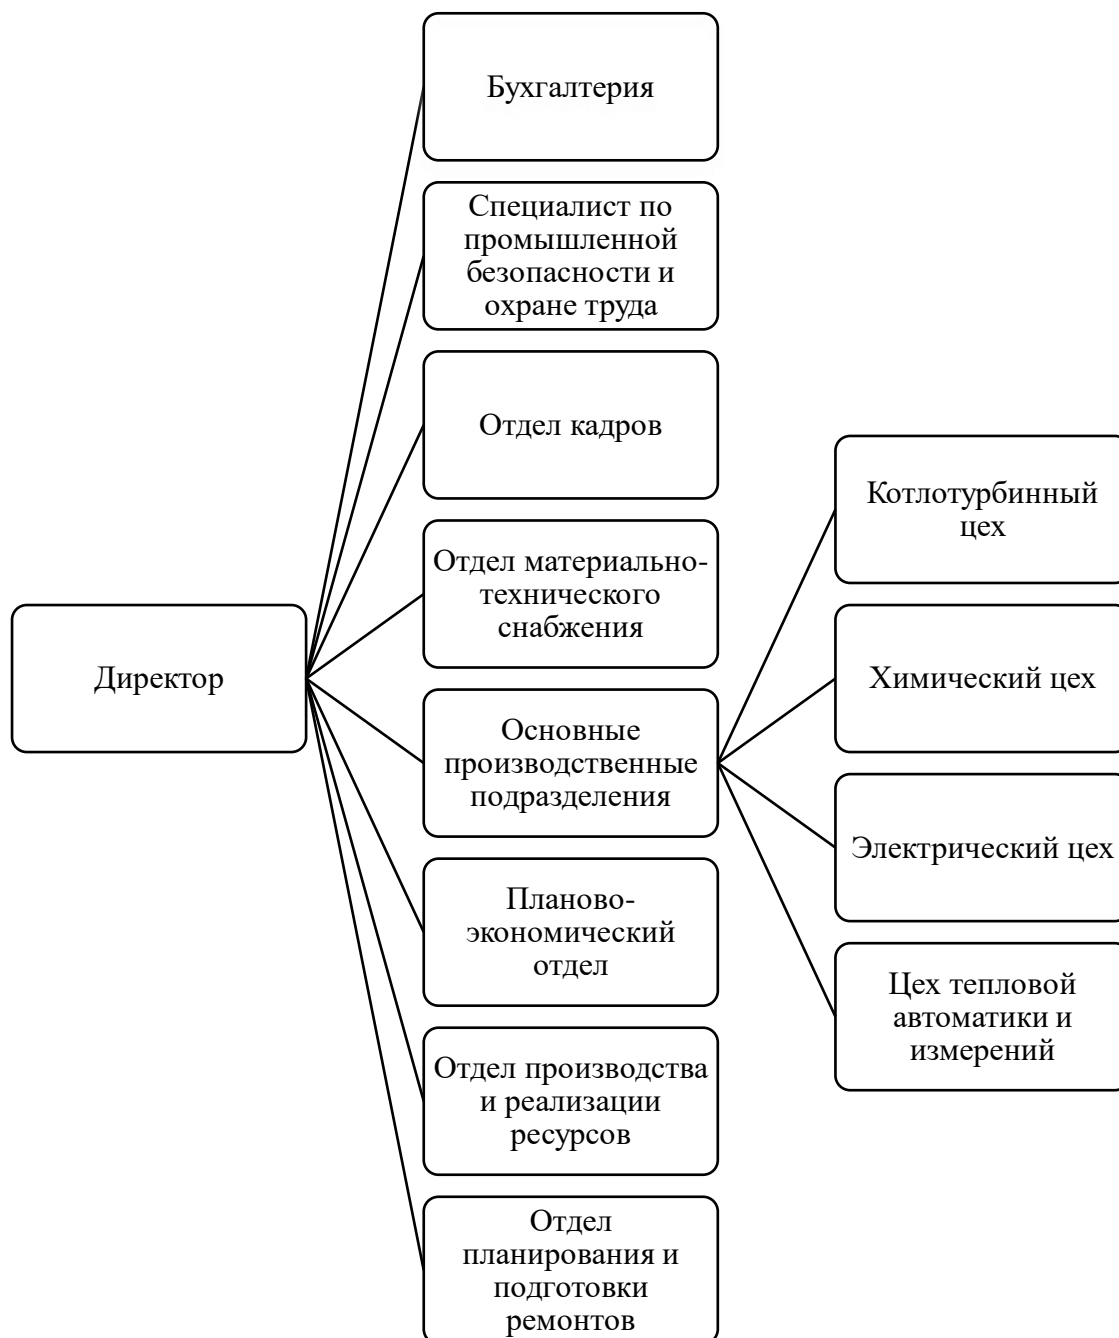 Бухгалтерия
Специалист по
промышленной
безопасности и
охране труда
Отдел кадров
Отдел материально-
технического
снабжения
Директор
Основные
производственные
подразделения
Планово-
экономический
отдел
Отдел производства
и реализации
ресурсов
Отдел
планирования и
подготовки
ремонтов
Котлотурбинный
цех
Химический цех
Электрический цех
Цех тепловой
автоматики и
измерений